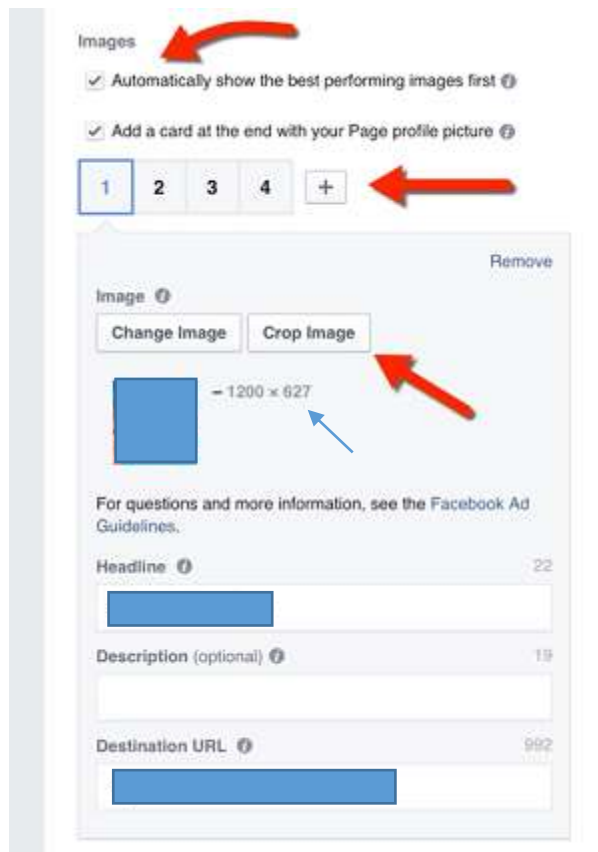 Images
Automatically show the best performing images first
Add a card at the end with your Page profile picture
1 2 3 4 +
Remove
Image
Change Image Crop Image
– 1200 × 627
For questions and more information, see the Facebook Ad
Guidelines.
Headline 22
Description (optional) 19
Destination URL 992